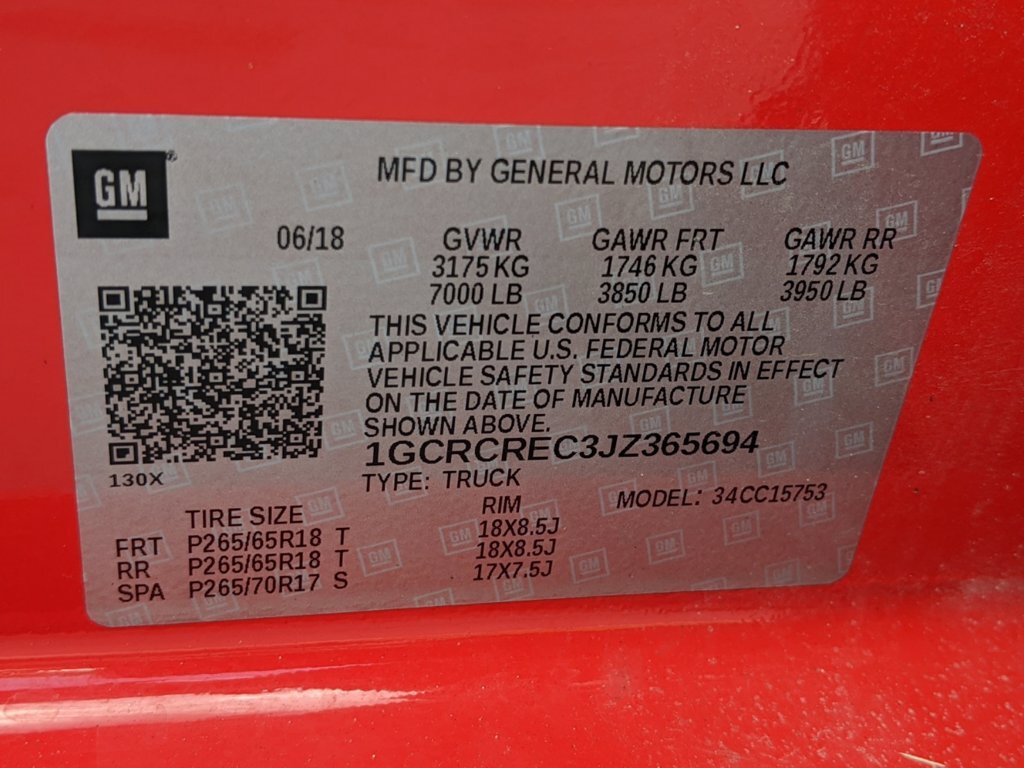 GM
MFD BY GENERAL MOTORS LLC
06/18 GVWR GAWR FRT GAWR RR
3175 KG 1746 KG 1792 KG
7000 LB 3850 LB 3950 LB
THIS VEHICLE CONFORMS TO ALL
APPLICABLE U.S. FEDERAL MOTOR
VEHICLE SAFETY STANDARDS IN EFFECT
ON THE DATE OF MANUFACTURE
SHOWN ABOVE.
1GCRCREC3JZ365694
130X
TYPE: TRUCK
MODEL: 34CC15753
TIRE SIZE RIM
FRT P265/65R18 T 18X8.5J
RR P265/65R18 T 18X8.5J
SPA P265/70R17 S 17X7.5J